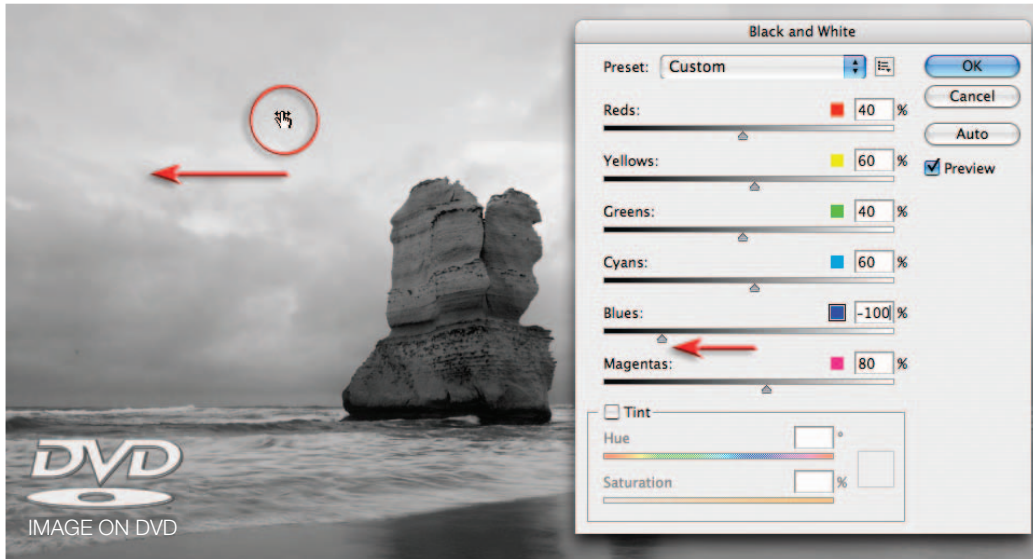 Black and White
Preset: Custom
OK
Cancel
Auto
Preview
Reds: 40 %
Yellows: 60 %
Greens: 40 %
Cyans: 60 %
Blues: -100 %
Magentas: 80 %
Tint
Hue °
Saturation %
DVD
IMAGE ON DVD